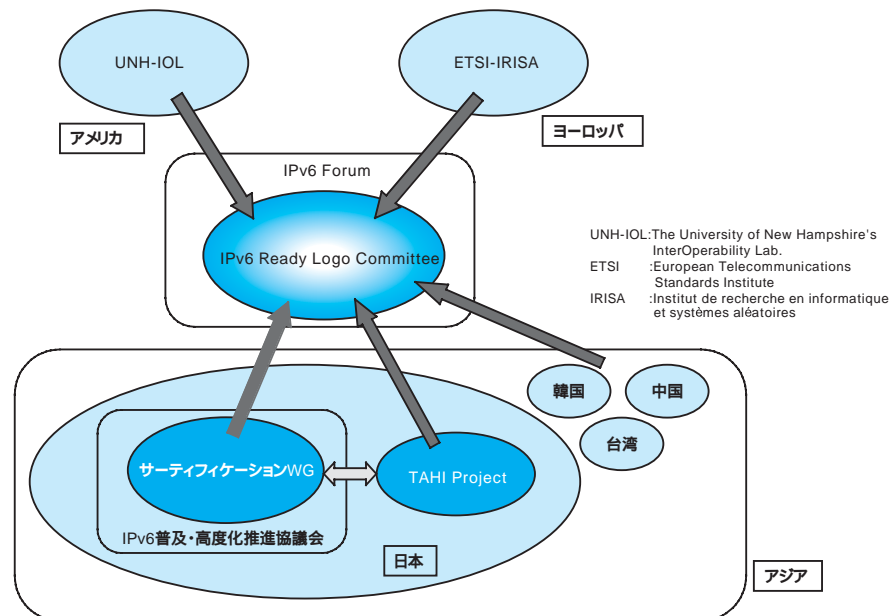 UNH-IOL
ETSI-IRISA
アメリカ
ヨーロッパ
IPv6 Forum
IPv6 Ready Logo Committee
UNH-IOL:The University of New Hampshire's
InterOperability Lab.
ETSI :European Telecommunications
Standards Institute
IRISA :Institut de recherche en informatique
et systèmes aléatoires
韓国
中国
台湾
サーティフィケーションWG
TAHI Project
IPv6普及・高度化推進協議会
日本
アジア